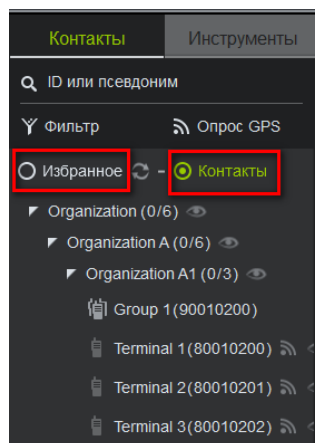 Контакты Инструменты
ID или псевдоним
Фильтр Опрос GPS
Избранное - Контакты
Organization (0/6)
Organization A (0/6)
Organization A1 (0/3)
Group 1(90010200)
Terminal 1(80010200)
Terminal 2(80010201)
Terminal 3(80010202)